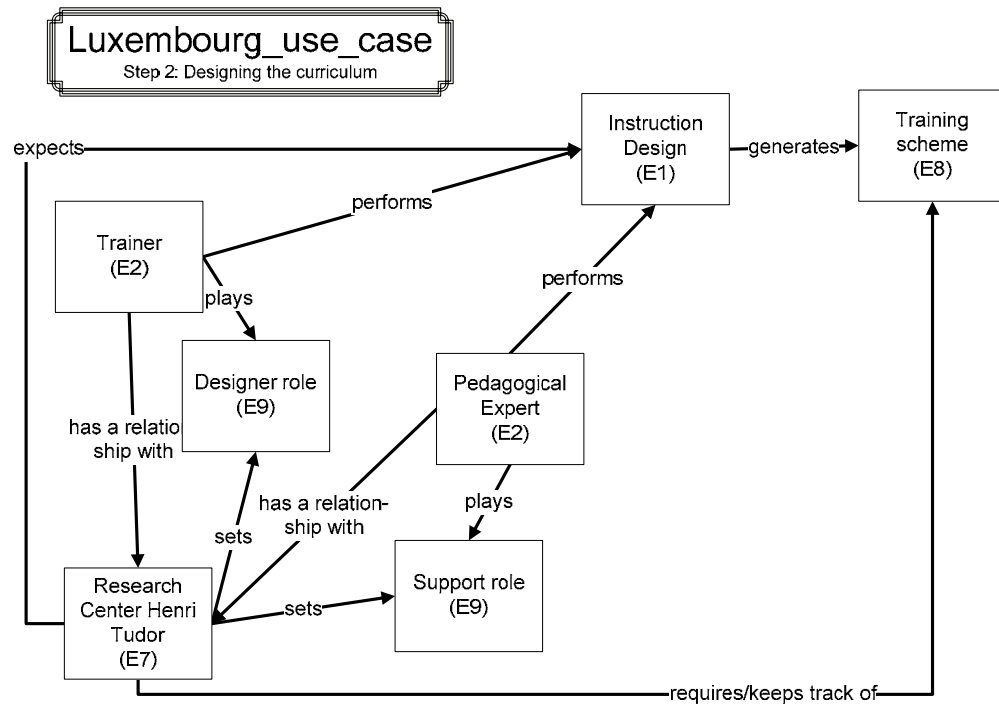 Luxembourg_use_case
Step 2: Designing the curriculum
Instruction
Design
(E1)
generates
Training
scheme
(E8)
expects
performs
Trainer
(E2)
plays
performs
Designer role
(E9)
Pedagogical
Expert
(E2)
has a relatio
ship with
has a relation-
ship with
plays
sets
Research
Center Henri
Tudor
(E7)
sets
Support role
(E9)
requires/keeps track of